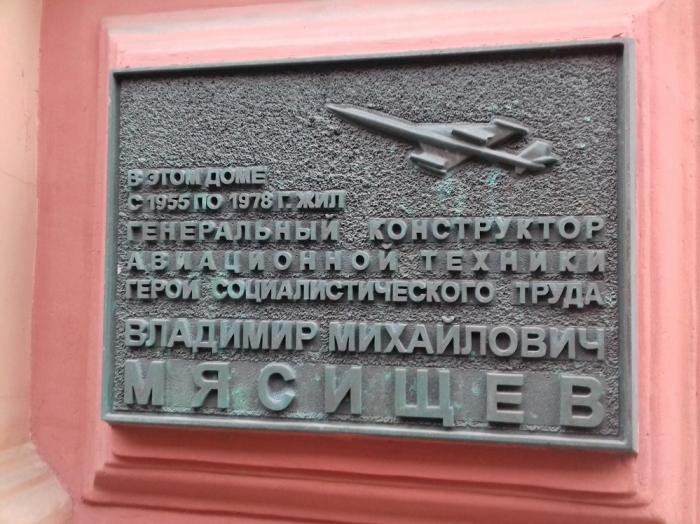 В ЭТОМ ДОМЕ
С 1955 ПО 1978 Г. ЖИЛ
ГЕНЕРАЛЬНЫЙ КОНСТРУКТОР
АВИАЦИОННОЙ ТЕХНИКИ
ГЕРОЙ СОЦИАЛИСТИЧЕСКОГО ТРУДА
ВЛАДИМИР МИХАЙЛОВИЧ
МЯСИЩЕВ